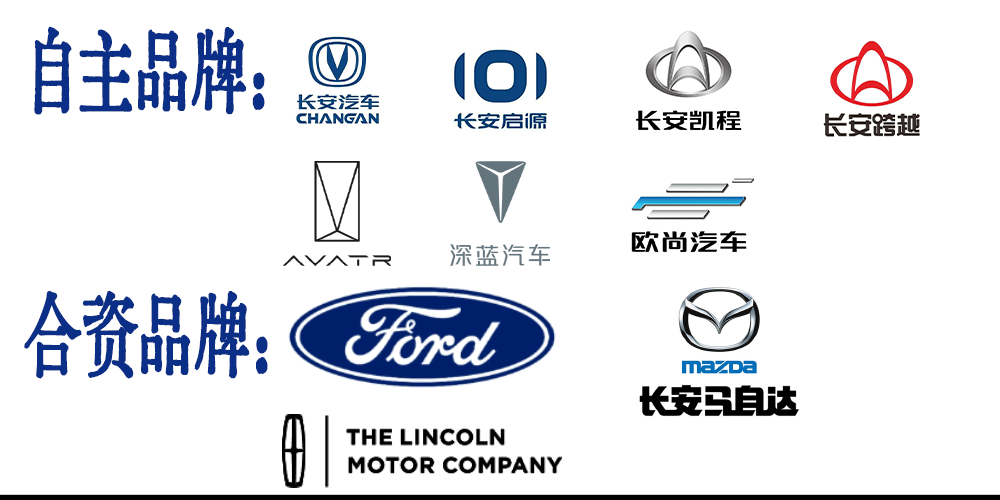 自主品牌:
长安汽车
CHANGAN
长安启源
长安凯程
长安跨越
AVATR
深蓝汽车
欧尚汽车
合资品牌:
Ford
mazda
长安马自达
THE LINCOLN
MOTOR COMPANY